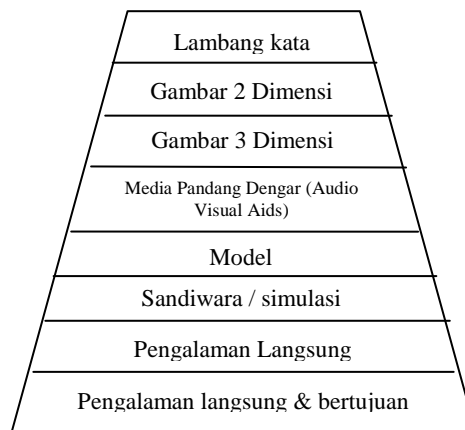 Lambang kata
Gambar 2 Dimensi
Gambar 3 Dimensi
Media Pandang Dengar (Audio
Visual Aids)
Model
Sandiwara / simulasi
Pengalaman Langsung
Pengalaman langsung & bertujuan